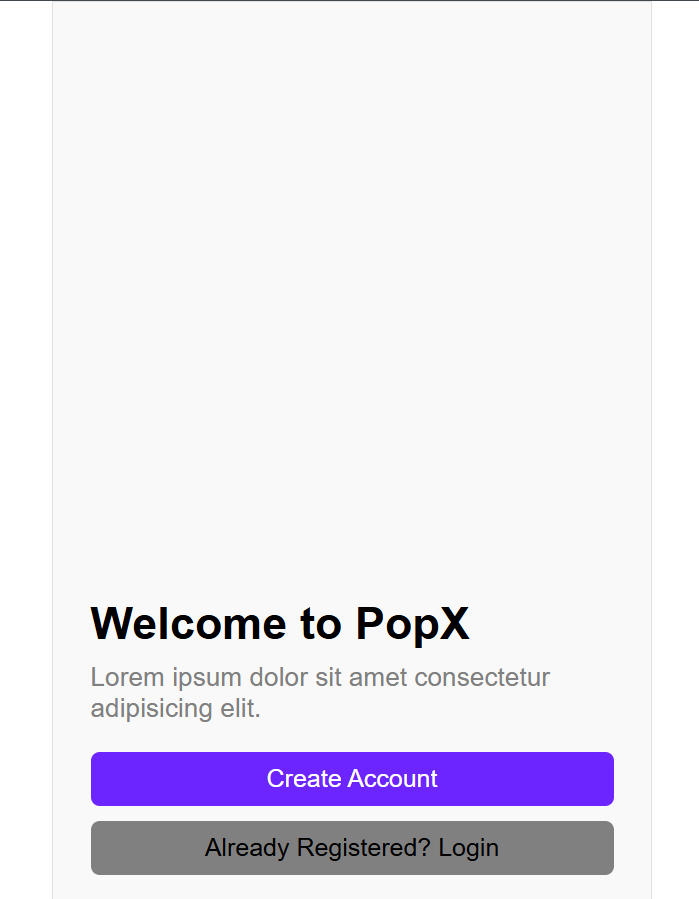 Welcome to PopX
Lorem ipsum dolor sit amet consectetur
adipisicing elit.
Create Account
Already Registered? Login